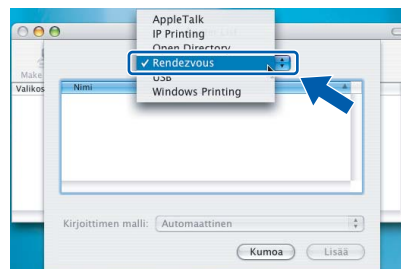 AppleTalk
IP Printing
Open Directory
✓ Rendezvous
USB
Windows Printing
Make
Valikos
Nimi
Kirjoittimen malli: Automaattinen
Kumoa Lisää